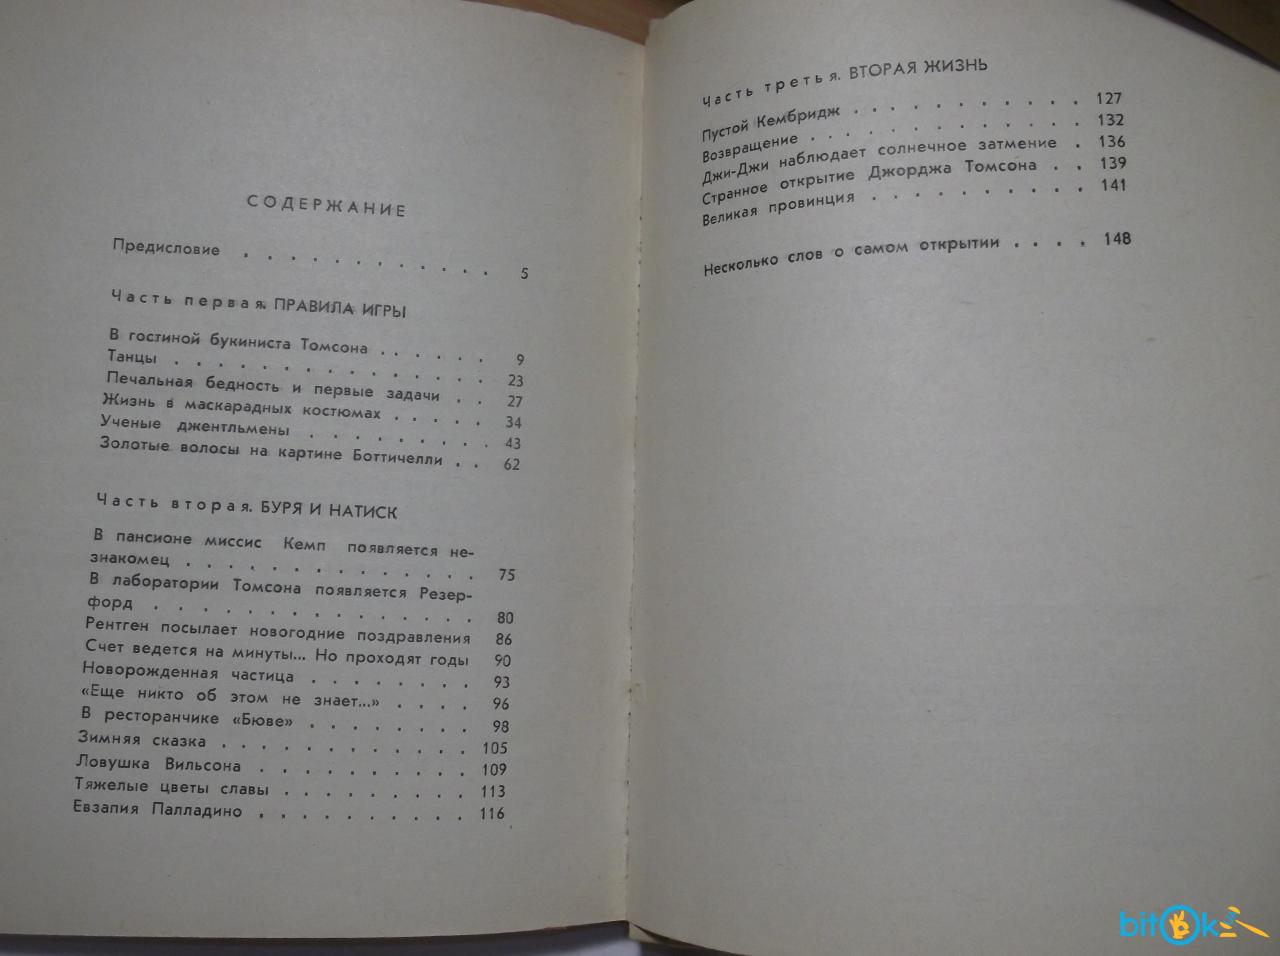 СОДЕРЖАНИЕ
Предисловие . . . . . . . . . . . . 5
Часть первая. ПРАВИЛА ИГРЫ
В гостиной букиниста Томсона . . . . . . 9
Танцы . . . . . . . . . . . . . . . 23
Печальная бедность и первые задачи . . 27
Жизнь в маскарадных костюмах . . . . . 34
Ученые джентльмены . . . . . . . . . 43
Золотые волосы на картине Боттичелли . . 62
Часть вторая. БУРЯ И НАТИСК
В пансионе миссис Кемп появляется не-
знакомец . . . . . . . . . . . . . . 75
В лаборатории Томсона появляется Резер-
форд . . . . . . . . . . . . . . . 80
Рентген посылает новогодние поздравления 86
Счет ведется на минуты... Но проходят годы 90
Новорожденная частица . . . . . . . . 93
«Еще никто об этом не знает...» . . . . 96
В ресторанчике «Бюве» . . . . . . . . 98
Зимняя сказка . . . . . . . . . . . . 105
Ловушка Вильсона . . . . . . . . . . 109
Тяжелые цветы славы . . . . . . . . . 113
Евзапия Палладино . . . . . . . . . . 116
Часть третья. ВТОРАЯ ЖИЗНЬ
Пустой Кембридж . . . . . . . . . . . 127
Возвращение . . . . . . . . . . . . . 132
Джи-Джи наблюдает солнечное затмение . 136
Странное открытие Джорджа Томсона . . 139
Великая провинция . . . . . . . . . . 141
Несколько слов о самом открытии . . . . 148
bitok